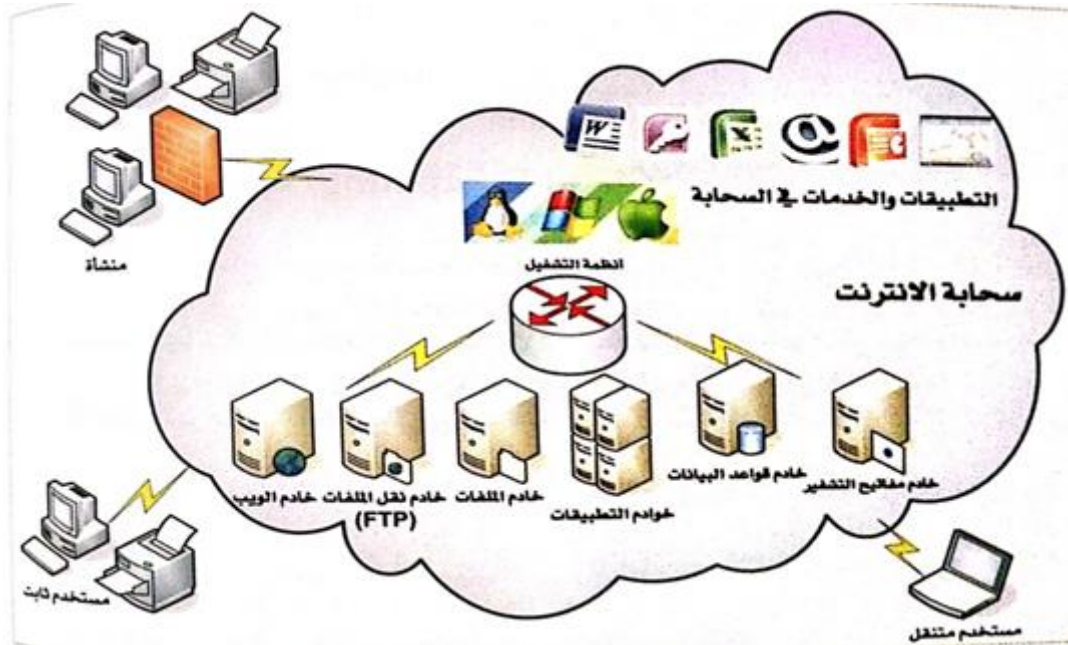 W
X
@
التطبيقات والخدمات في السحابة
انظمة التشغيل
منشأة
سحابة الانترنت
خادم مفاتيح التشفير
خادم قواعد البيانات
خوادم التطبيقات
خادم الملفات
خادم نقل الملفات
(FTP)
خادم الويب
مستخدم ثابت
مستخدم متنقل